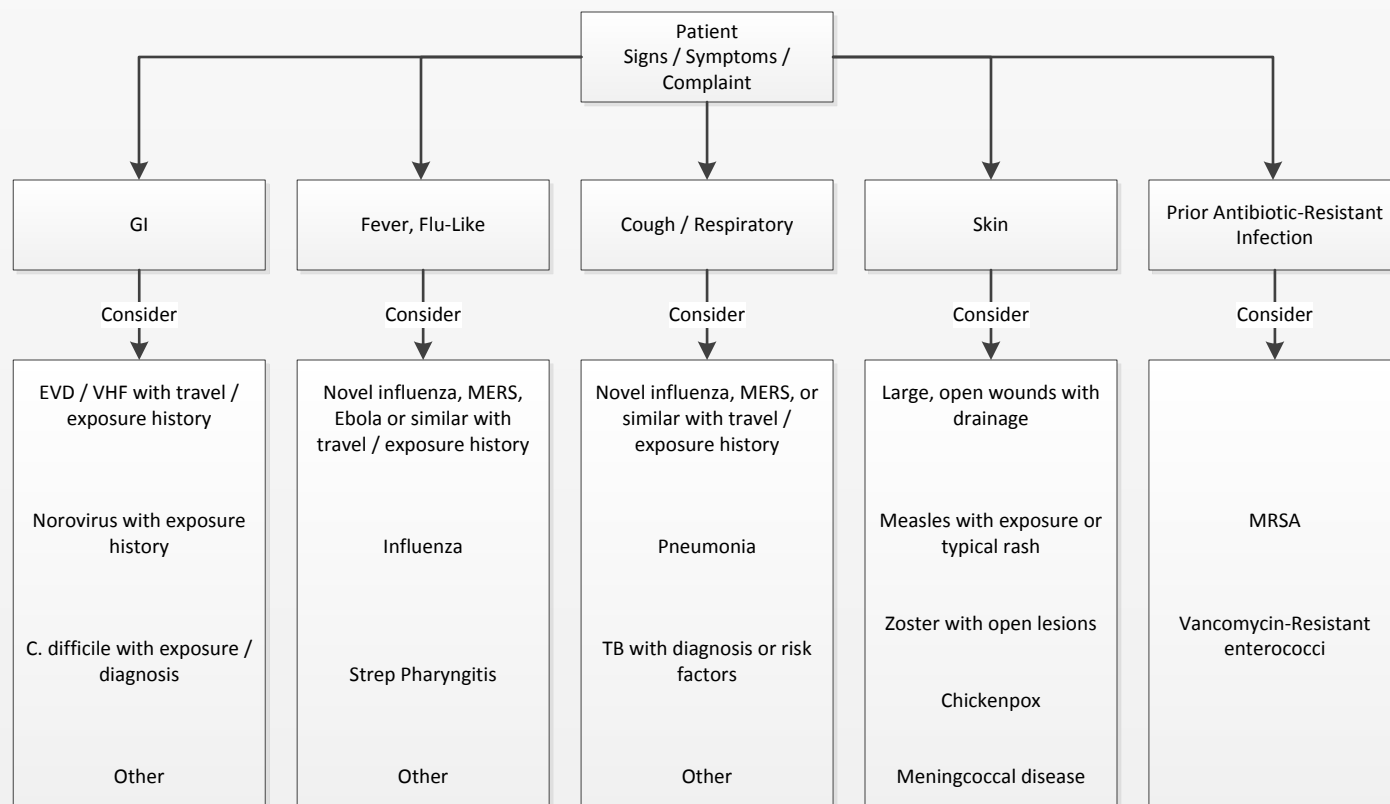 Patient
Signs / Symptoms /
Complaint
GI
Fever, Flu-Like
Cough / Respiratory
Skin
Prior Antibiotic-Resistant
Infection
Consider
Consider
Consider
Consider
Consider
EVD / VHF with travel /
exposure history
Norovirus with exposure
history
C. difficile with exposure /
diagnosis
Other
Novel influenza, MERS,
Ebola or similar with
travel / exposure history
Influenza
Strep Pharyngitis
Other
Novel influenza, MERS, or
similar with travel /
exposure history
Pneumonia
TB with diagnosis or risk
factors
Other
Large, open wounds with
drainage
Measles with exposure or
typical rash
Zoster with open lesions
Chickenpox
Meningcoccal disease
MRSA
Vancomycin-Resistant
enterococci